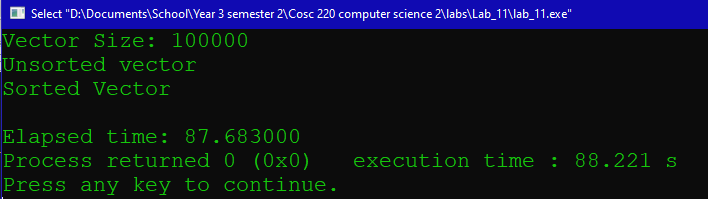 Select "D:\Documents\School\Year 3 semester 2\Cosc 220 computer science 2\labs\Lab_11\lab_11.exe"
Vector Size: 100000
Unsorted vector
Sorted Vector
Elapsed time: 87.683000
Process returned 0 (0x0)   execution time : 88.221 s
Press any key to continue.